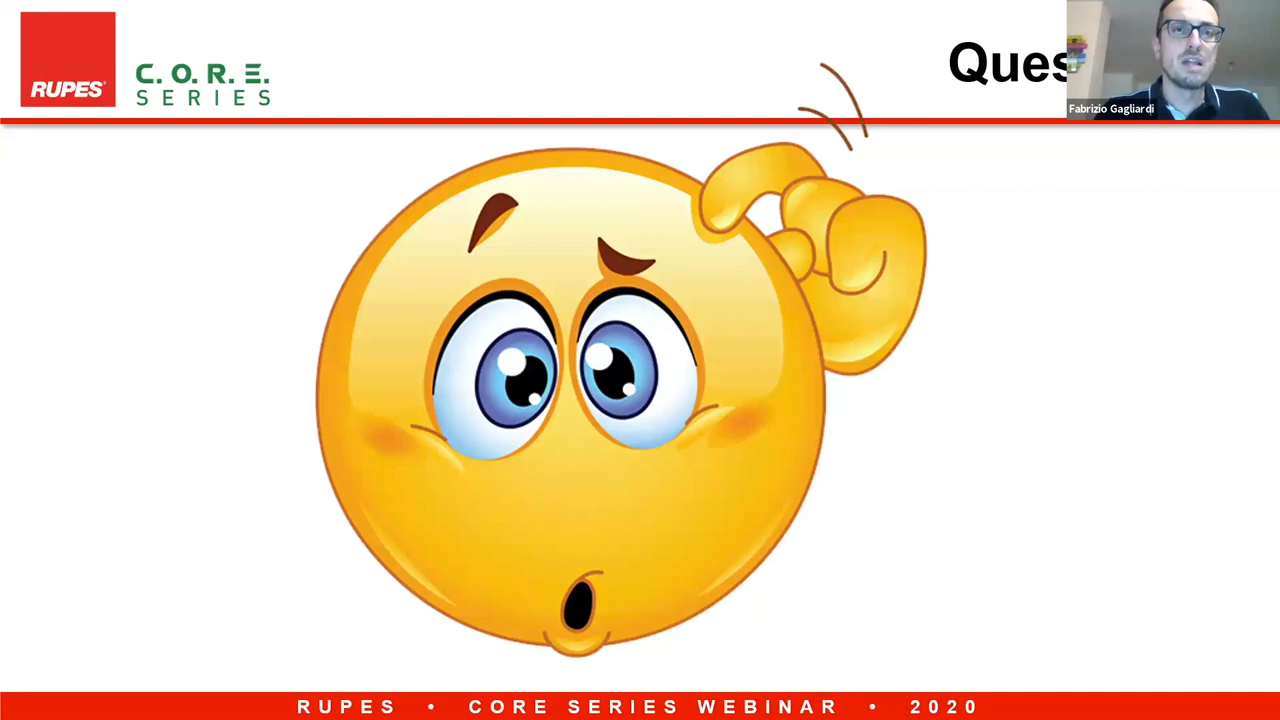 RUPES
C.O.R.E.
SERIES
Ques
Fabrizio Gagliardi
RUPES • CORE SERIES WEBINAR • 2020